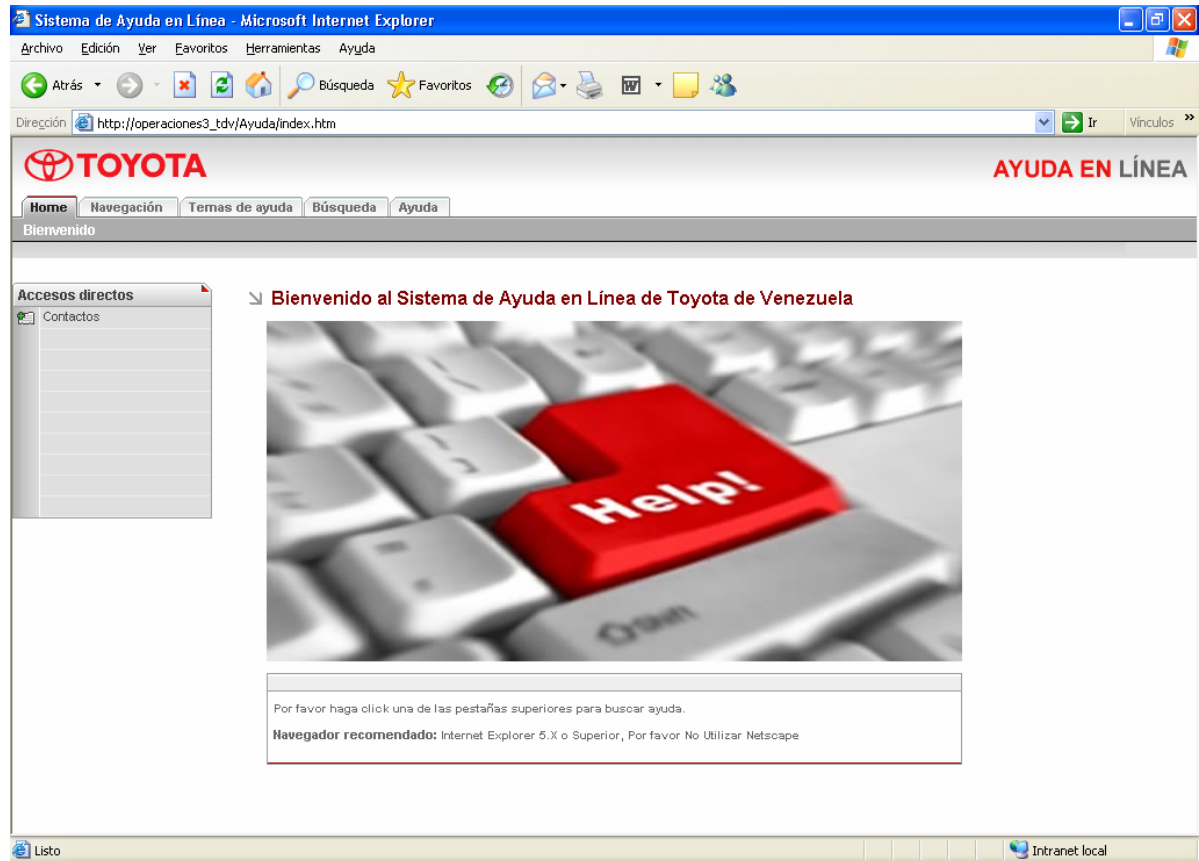 Sistema de Ayuda en Línea - Microsoft Internet Explorer
Archivo Edición Ver Favoritos Herramientas Ayuda
Atrás Búsqueda Favoritos
Dirección http://operaciones3_tdv/Ayuda/index.htm Ir Vínculos »
TOYOTA AYUDA EN LÍNEA
Home Navegación Temas de ayuda Búsqueda Ayuda
Bienvenido
Accesos directos
Contactos
Bienvenido al Sistema de Ayuda en Línea de Toyota de Venezuela
Help!
Shift
Por favor haga click una de las pestañas superiores para buscar ayuda.
Navegador recomendado: Internet Explorer 5.X o Superior, Por favor No Utilizar Netscape
Listo Intranet local